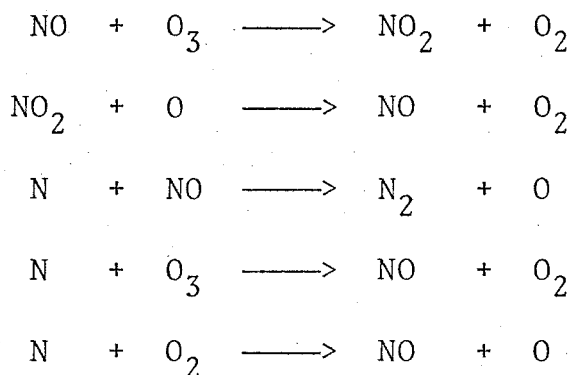 NO + O₃ ———> NO₂ + O₂
NO₂ + O ———> NO + O₂
N + NO ———> N₂ + O
N + O₃ ———> NO + O₂
N + O₂ ———> NO + O